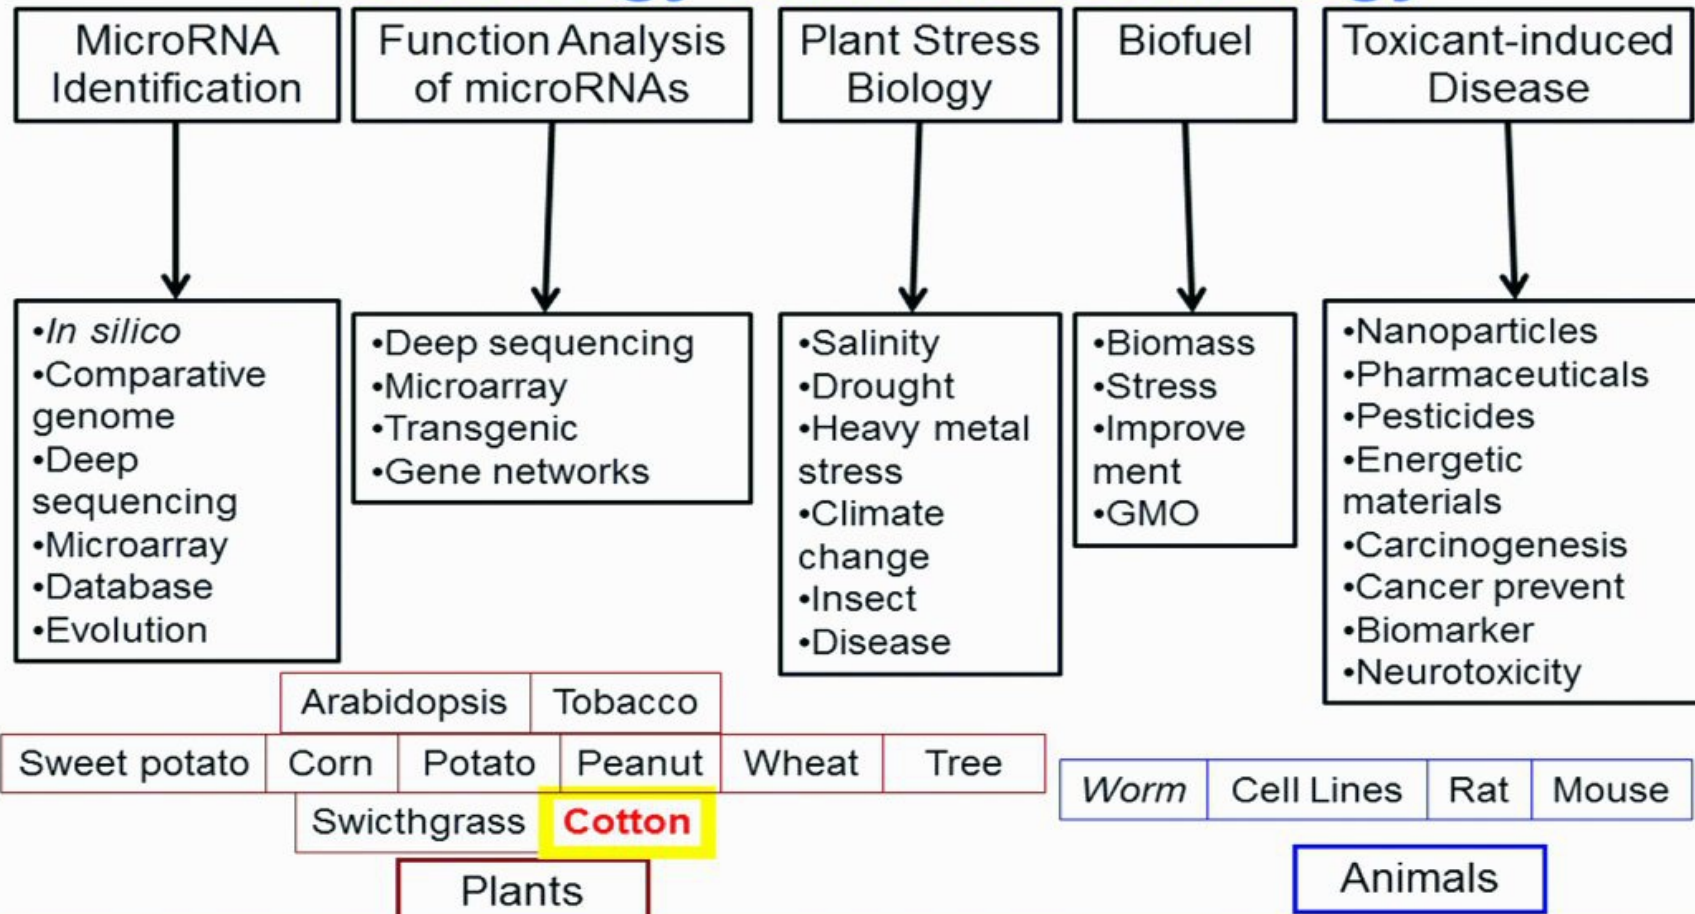 MicroRNA
Identification
Function Analysis
of microRNAs
Plant Stress
Biology
Biofuel
Toxicant-induced
Disease
•In silico
•Comparative
genome
•Deep
sequencing
•Microarray
•Database
•Evolution
•Deep sequencing
•Microarray
•Transgenic
•Gene networks
•Salinity
•Drought
•Heavy metal
stress
•Climate
change
•Insect
•Disease
•Biomass
•Stress
•Improve
ment
•GMO
•Nanoparticles
•Pharmaceuticals
•Pesticides
•Energetic
materials
•Carcinogenesis
•Cancer prevent
•Biomarker
•Neurotoxicity
Arabidopsis Tobacco
Sweet potato Corn Potato Peanut Wheat Tree
Swicthgrass Cotton
Plants
Worm Cell Lines Rat Mouse
Animals